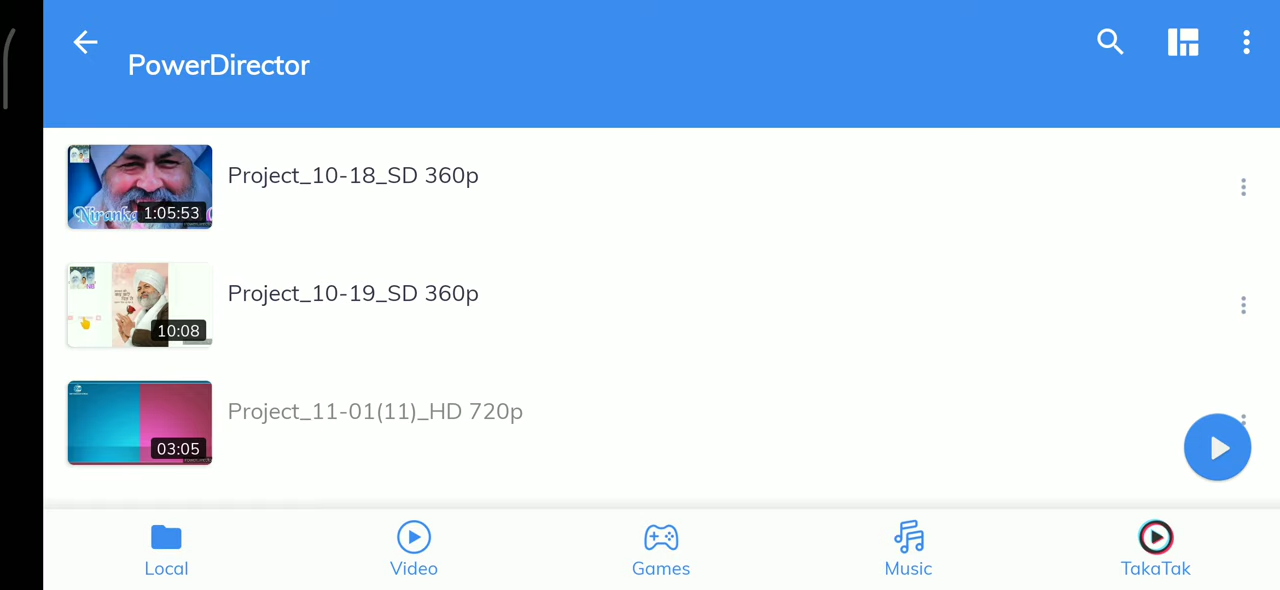 PowerDirector
Project_10-18_SD 360p
1:05:53
Project_10-19_SD 360p
10:08
Project_11-01(11)_HD 720p
03:05
Local
Video
Games
Music
TakaTak